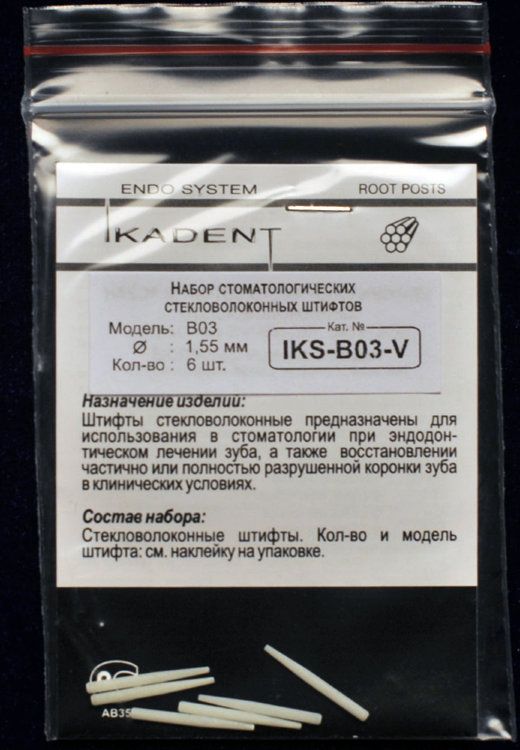 ENDO SYSTEM ROOT POSTS
IKADENT
НАБОР СТОМАТОЛОГИЧЕСКИХ
СТЕКЛОВОЛОКОННЫХ ШТИФТОВ
Модель: B03
Ø : 1,55 мм
Кол-во : 6 шт.
Кат. №
IKS-B03-V
Назначение изделий:
Штифты стекловолоконные предназначены для
использования в стоматологии при эндодон-
тическом лечении зуба, а также восстановлении
частично или полностью разрушенной коронки зуба
в клинических условиях.
Состав набора:
Стекловолоконные штифты. Кол-во и модель
штифта: см. наклейку на упаковке.